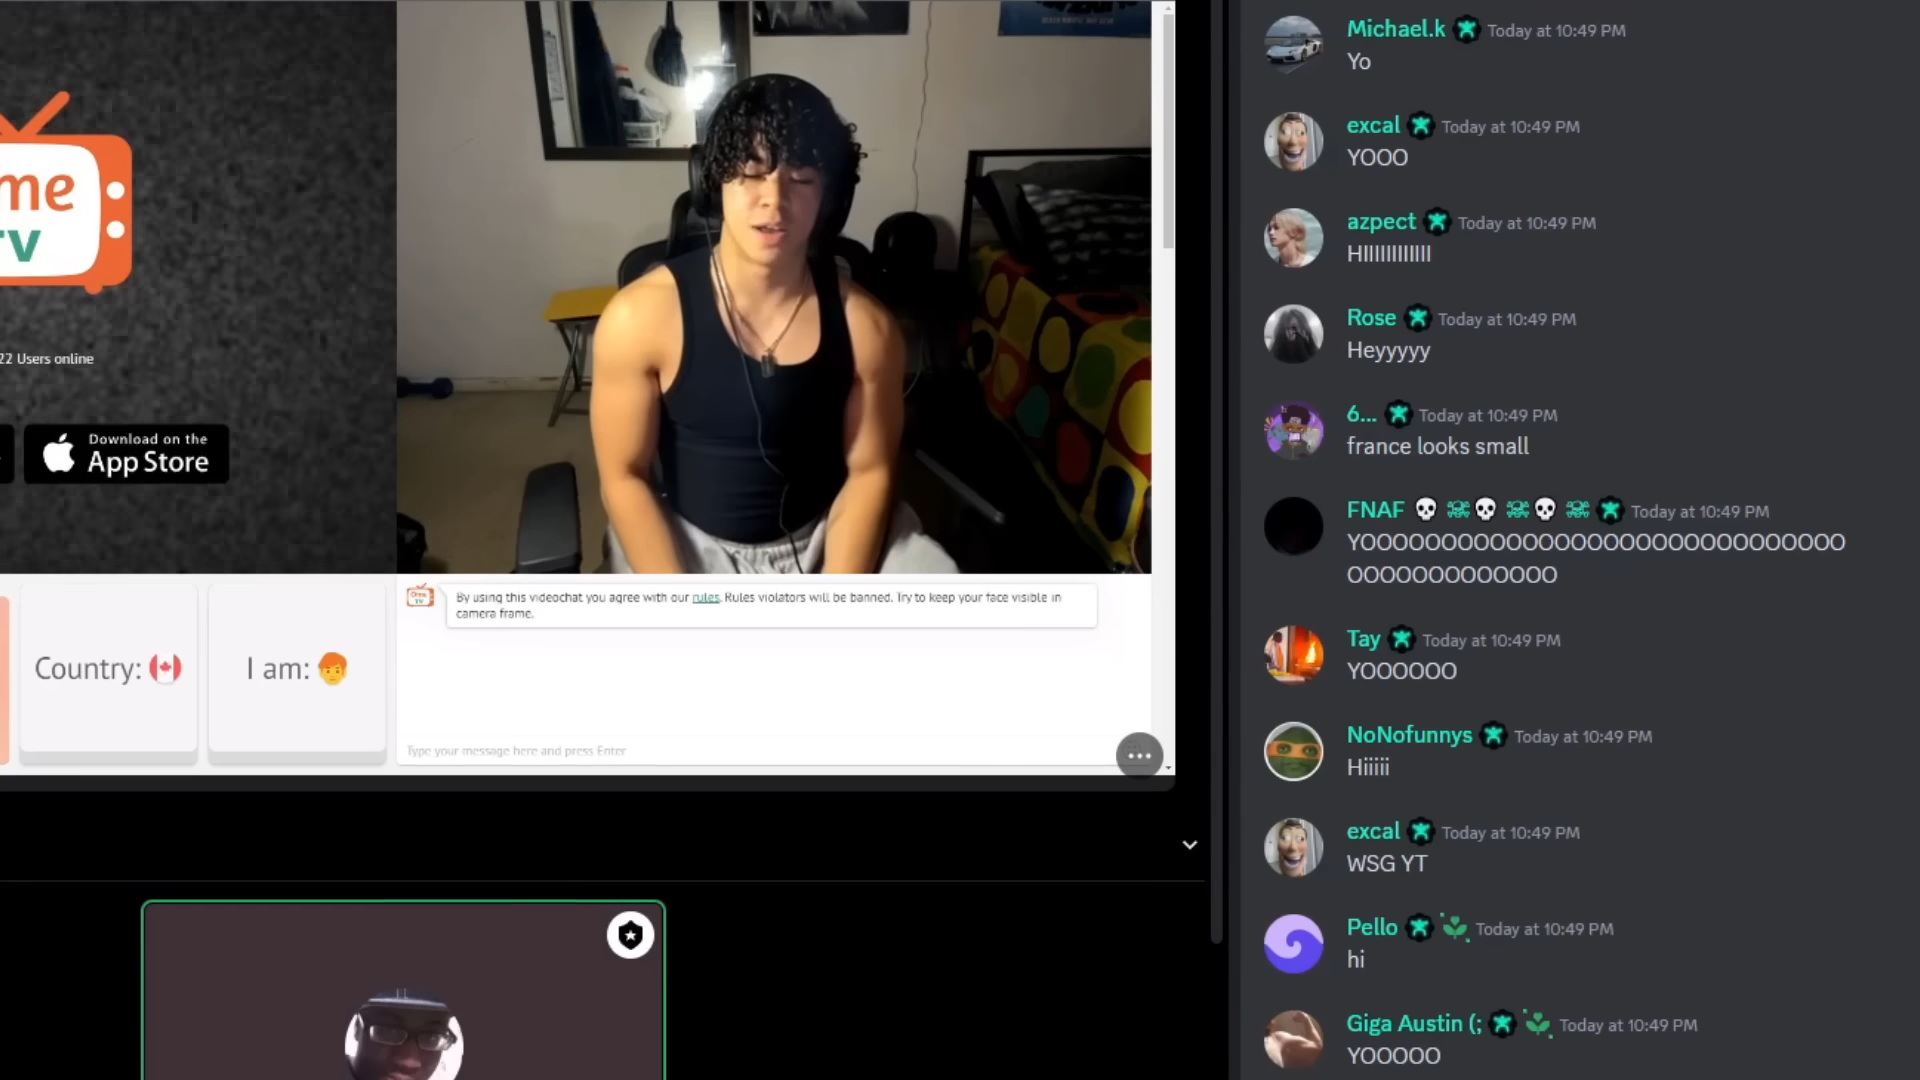 me
TV
22 Users online
Download on the
App Store
Country:
I am:
By using this videochat you agree with our rules. Rules violators will be banned. Try to keep your face visible in
camera frame.
Type your message here and press Enter
Michael.k Today at 10:49 PM
Yo
excal Today at 10:49 PM
YOOO
azpect Today at 10:49 PM
HIIIIIIIIIIII
Rose Today at 10:49 PM
Heyyyyy
6... Today at 10:49 PM
france looks small
FNAF 💀 ☠💀 ☠💀 ☠ Today at 10:49 PM
YOOOOOOOOOOOOOOOOOOOOOOOOOOOOOO
OOOOOOOOOOOOO
Tay Today at 10:49 PM
YOOOOOO
NoNofunnys Today at 10:49 PM
Hiiiii
excal Today at 10:49 PM
WSG YT
Pello Today at 10:49 PM
hi
Giga Austin (; Today at 10:49 PM
YOOOOO